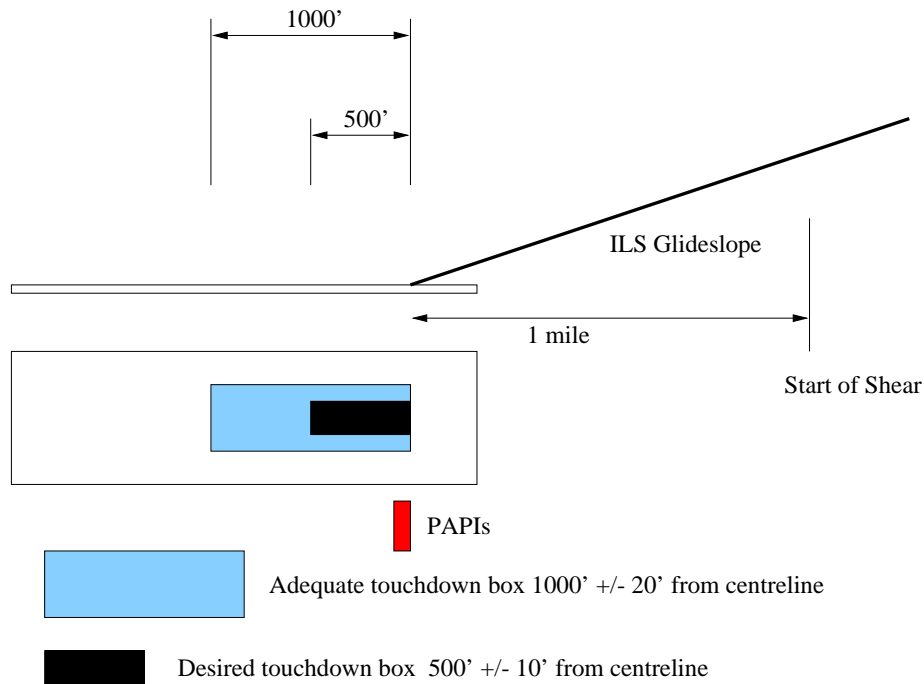 1000’
500’
ILS Glideslope
1 mile
Start of Shear
PAPIs
Adequate touchdown box 1000’ +/- 20’ from centreline
Desired touchdown box 500’ +/- 10’ from centreline